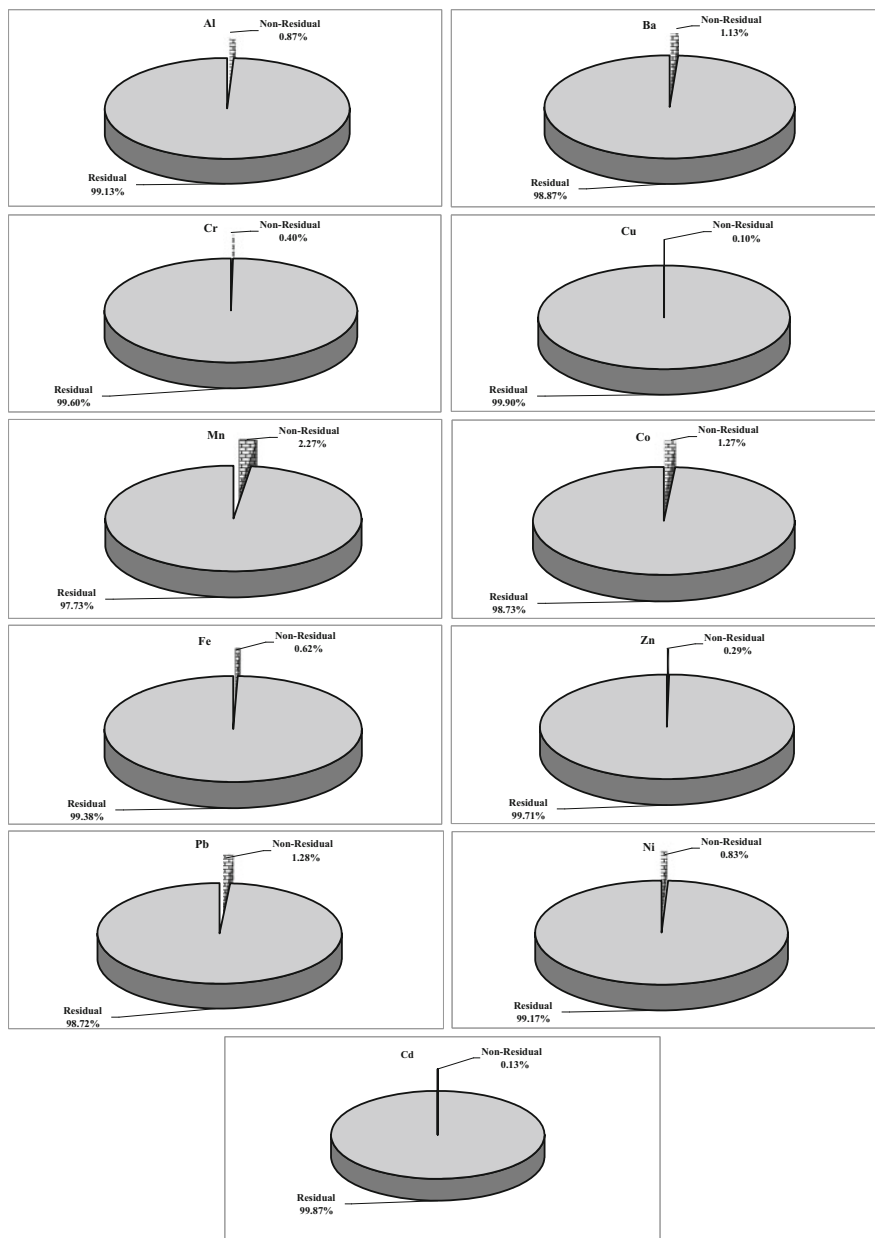 Al
Non-Residual
0.87%
Residual
99.13%
Ba
Non-Residual
1.13%
Residual
98.87%
Cr
Non-Residual
0.40%
Residual
99.60%
Cu
Non-Residual
0.10%
Residual
99.90%
Mn
Non-Residual
2.27%
Residual
97.73%
Co
Non-Residual
1.27%
Residual
98.73%
Fe
Non-Residual
0.62%
Residual
99.38%
Zn
Non-Residual
0.29%
Residual
99.71%
Pb
Non-Residual
1.28%
Residual
98.72%
Ni
Non-Residual
0.83%
Residual
99.17%
Cd
Non-Residual
0.13%
Residual
99.87%